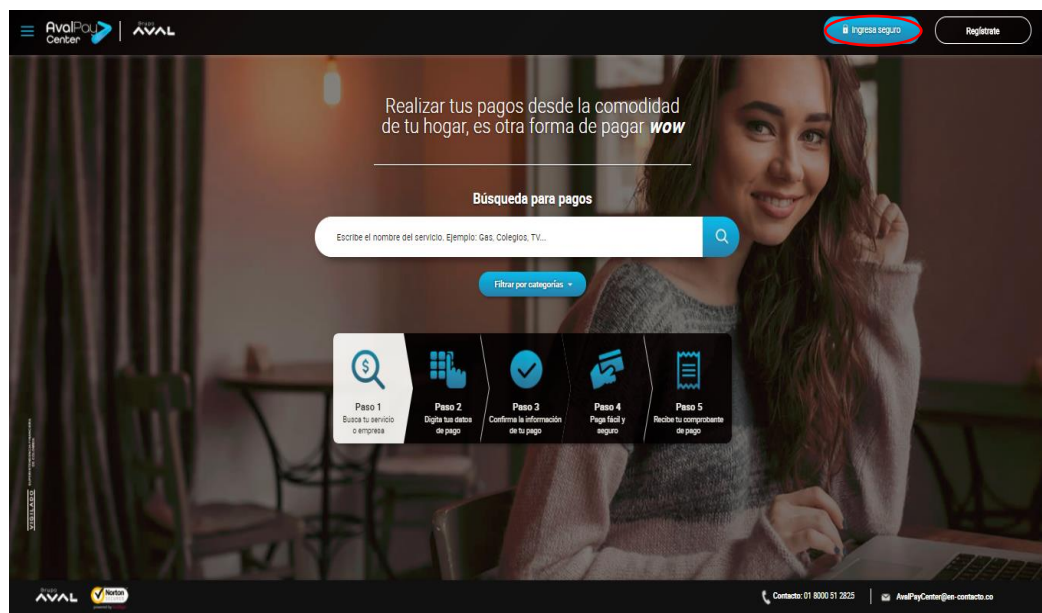 AvalPay
Center
Grupo
AVAL
Ingresa seguro
Regístrate
Realizar tus pagos desde la comodidad
de tu hogar, es otra forma de pagar wow
Búsqueda para pagos
Escribe el nombre del servicio. Ejemplo: Gas, Colegios, TV...
Filtrar por categorías
Paso 1
Busca tu servicio
o empresa
Paso 2
Digita tus datos
de pago
Paso 3
Confirma la información
de tu pago
Paso 4
Paga fácil y
seguro
Paso 5
Recibe tu comprobante
de pago
VIGILADO
Grupo
AVAL
Norton
Contacto: 01 8000 51 2825
AvalPayCenter@en-contacto.co